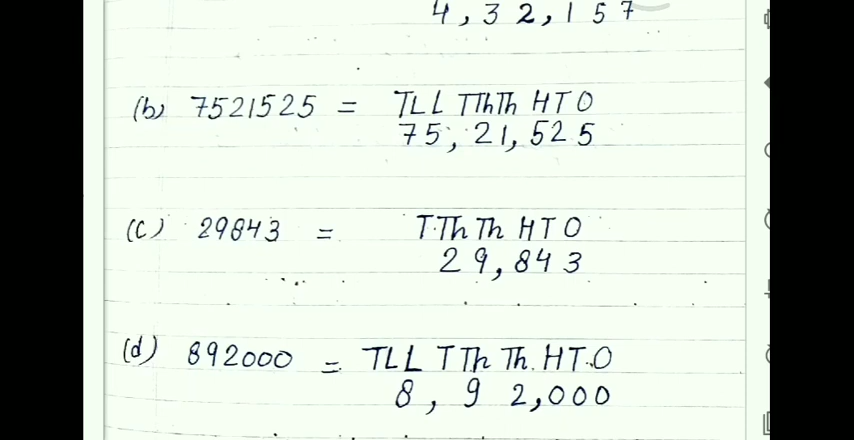 4,32,157
(b) 7521525 = TLL TThTh HTO
75, 21, 525
(c) 29843 = T.Th Th HTO
29,843
(d) 892000 = TLL TTh Th. HT.O
8, 9 2,000